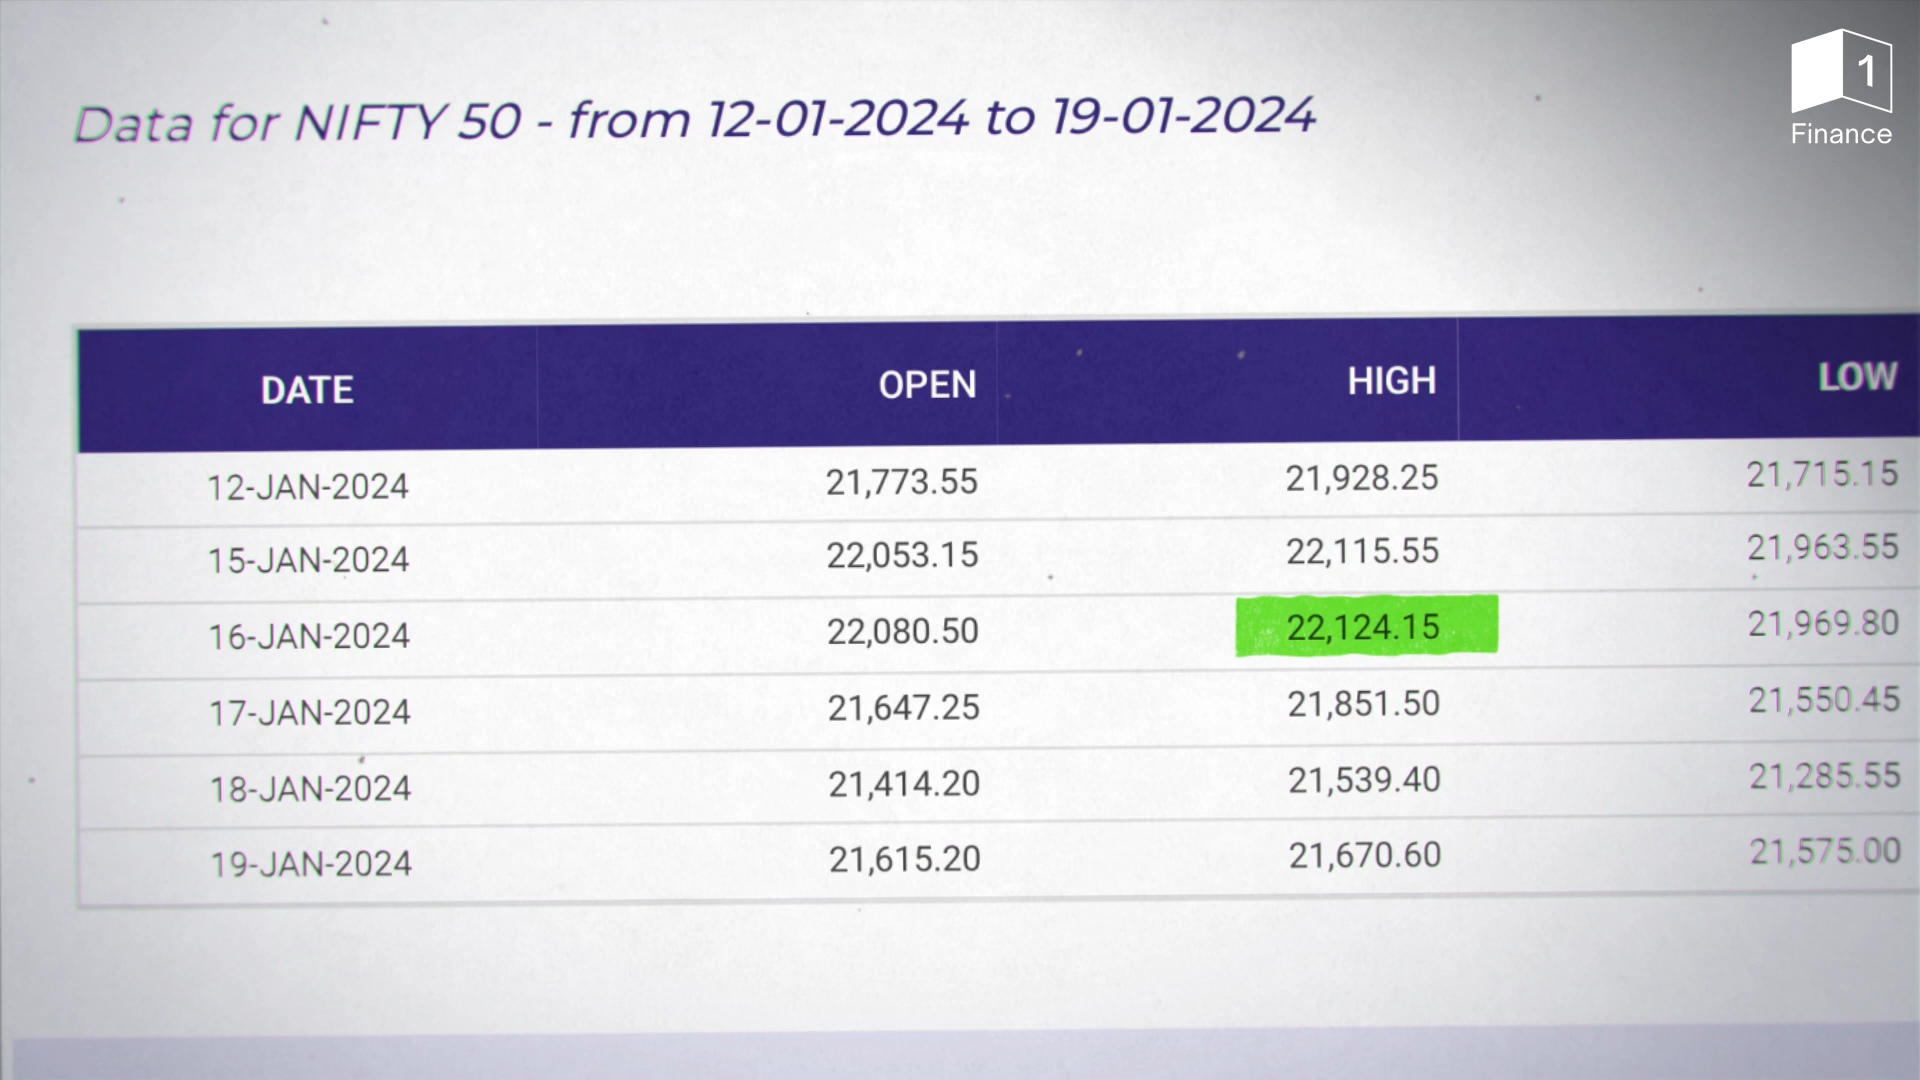 1
Finance
Data for NIFTY 50 - from 12-01-2024 to 19-01-2024
DATE OPEN HIGH LOW
12-JAN-2024 21,773.55 21,928.25 21,715.15
15-JAN-2024 22,053.15 22,115.55 21,963.55
16-JAN-2024 22,080.50 22,124.15 21,969.80
17-JAN-2024 21,647.25 21,851.50 21,550.45
18-JAN-2024 21,414.20 21,539.40 21,285.55
19-JAN-2024 21,615.20 21,670.60 21,575.00